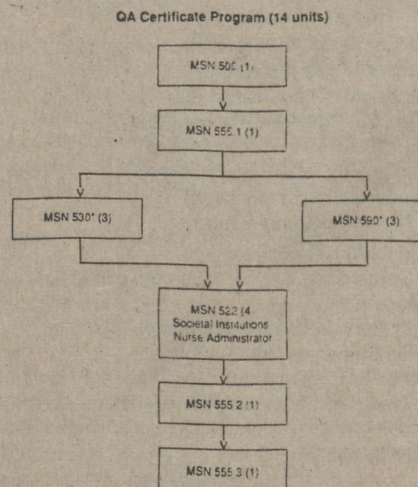 QA Certificate Program (14 units)
MSN 500 (1)
MSN 555.1 (1)
MSN 530* (3)
MSN 590* (3)
MSN 522 (4
Societal Institutions
Nurse Administrator
MSN 555.2 (1)
MSN 555.3 (1)